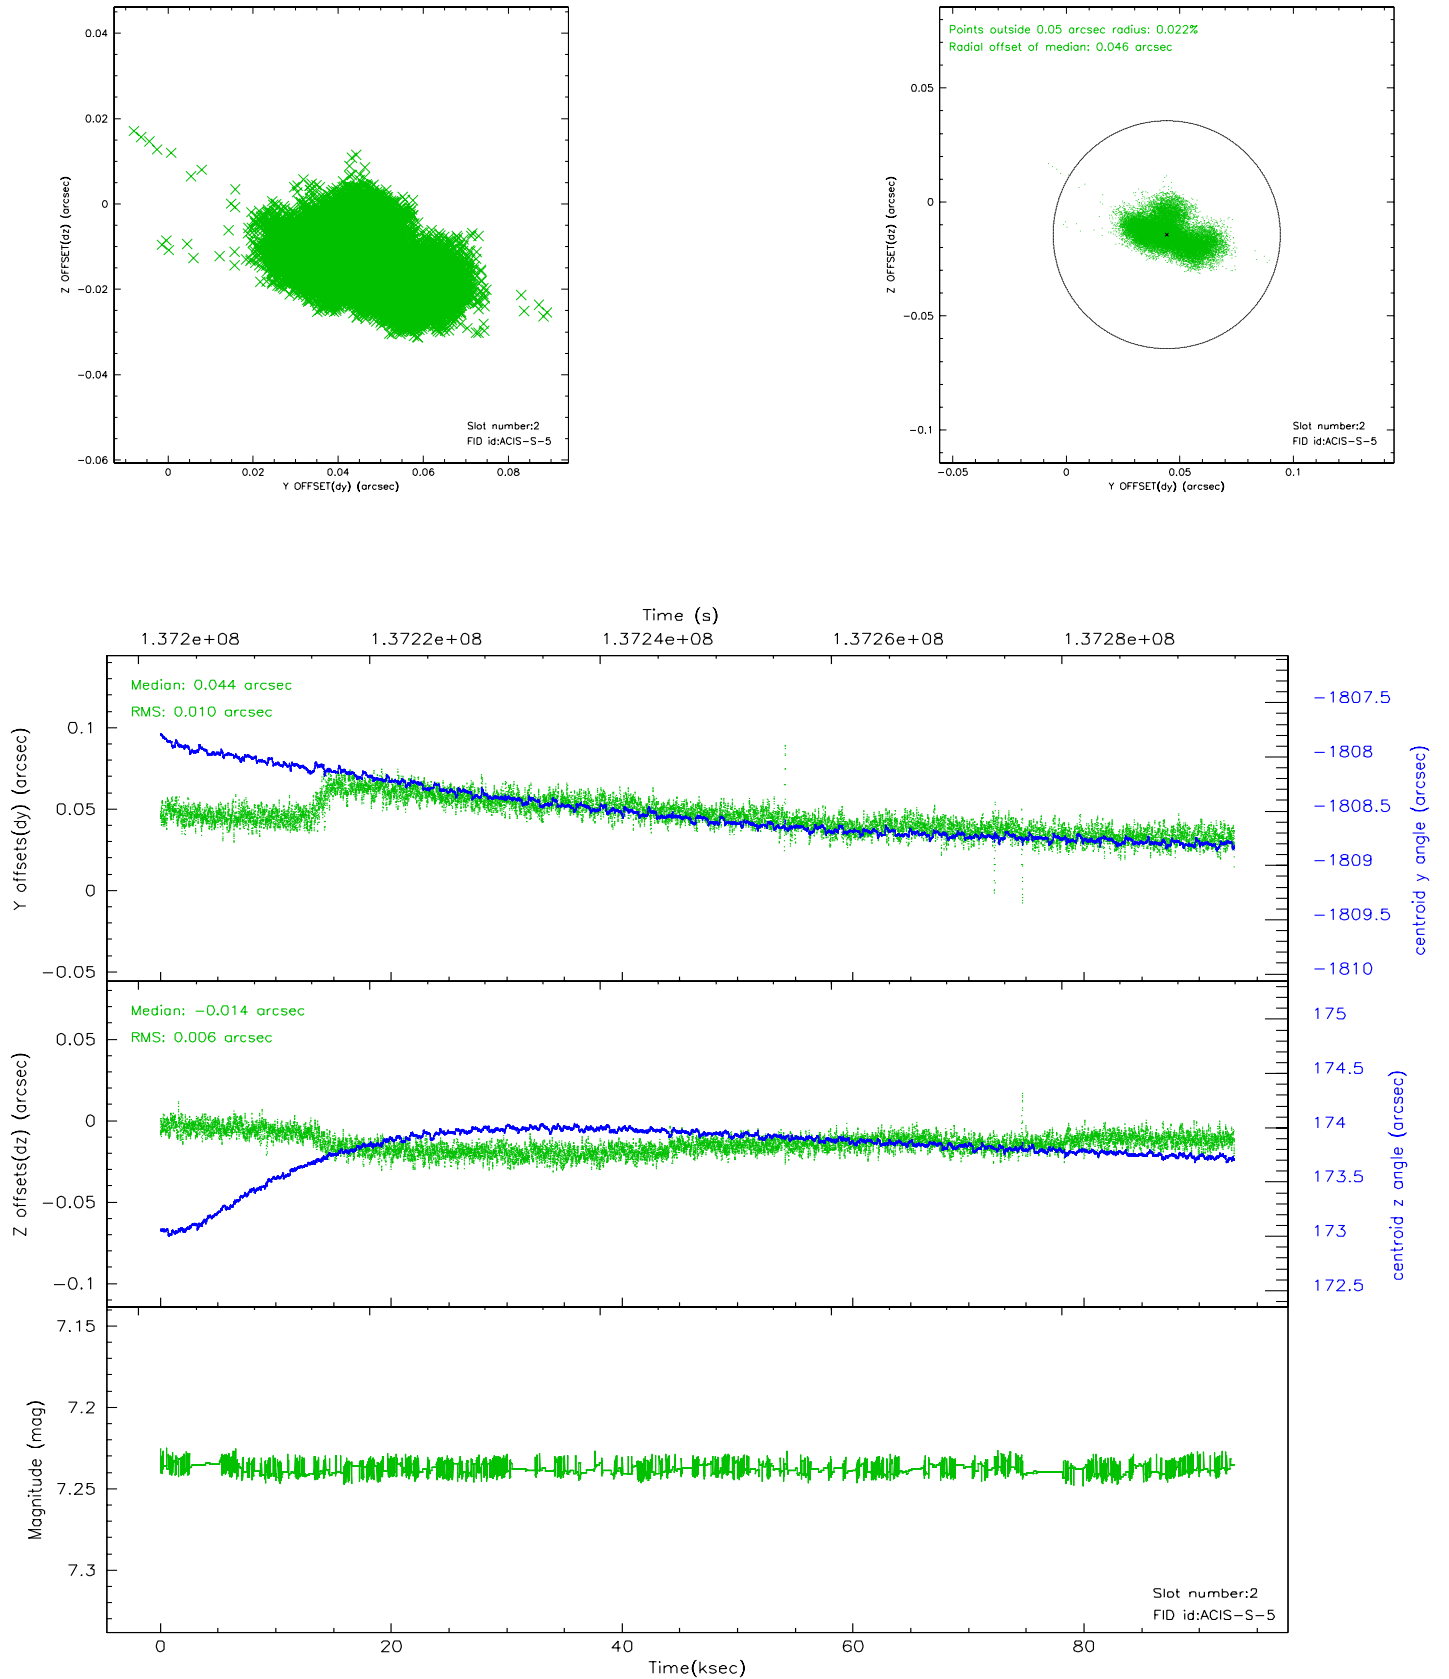 0.04
0.02
0
−0.02
−0.04
−0.06
Z OFFSET(dz) (arcsec)
0
0.02
0.04
0.06
0.08
Y OFFSET(dy) (arcsec)
Slot number:2
FID id:ACIS−S−5
Points outside 0.05 arcsec radius: 0.022%
Radial offset of median: 0.046 arcsec
0.05
0
−0.05
−0.1
Z OFFSET(dz) (arcsec)
−0.05
0
0.05
0.1
Y OFFSET(dy) (arcsec)
Slot number:2
FID id:ACIS−S−5
Time (s)
1.372e+08
1.3722e+08
1.3724e+08
1.3726e+08
1.3728e+08
Median: 0.044 arcsec
RMS: 0.010 arcsec
0.1
0.05
0
−0.05
Y offsets(dy) (arcsec)
−1807.5
−1808
−1808.5
−1809
−1809.5
−1810
centroid y angle (arcsec)
Median: −0.014 arcsec
RMS: 0.006 arcsec
0.05
0
−0.05
−0.1
Z offsets(dz) (arcsec)
175
174.5
174
173.5
173
172.5
centroid z angle (arcsec)
7.15
7.2
7.25
7.3
Magnitude (mag)
Slot number:2
FID id:ACIS−S−5
0
20
40
60
80
Time(ksec)